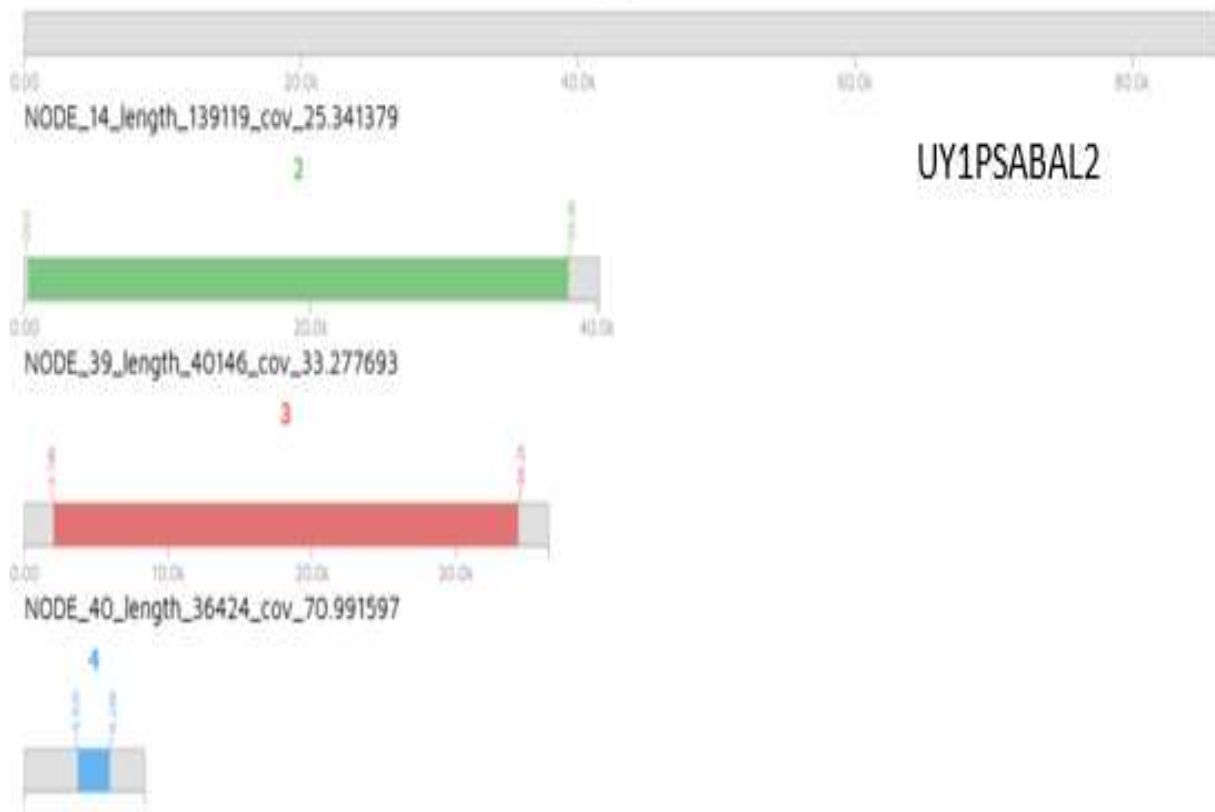 0.00 20.0k 40.0k 60.0k 80.0k
NODE_14_length_139119_cov_25.341379
UY1PSABAL2
2
0.00 20.0k 40.0k
NODE_39_length_40146_cov_33.277693
3
0.00 10.0k 20.0k 30.0k
NODE_40_length_36424_cov_70.991597
4